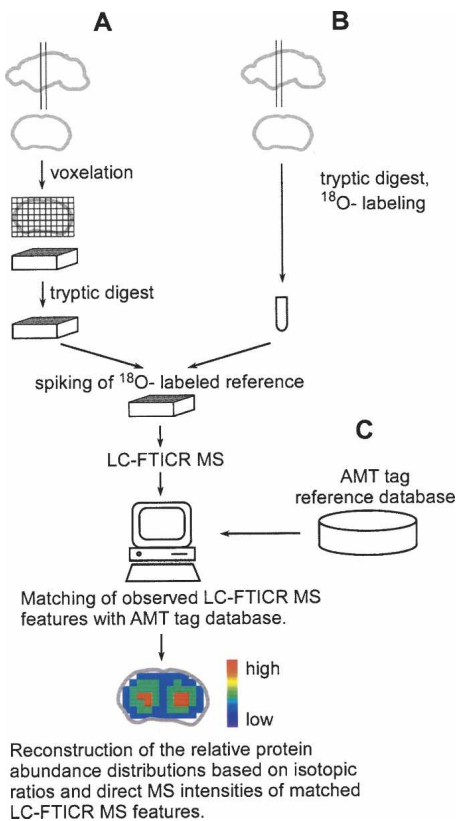 A
B
voxelation
tryptic digest,
¹⁸O- labeling
tryptic digest
spiking of ¹⁸O- labeled reference
C
LC-FTICR MS
AMT tag
reference database
Matching of observed LC-FTICR MS
features with AMT tag database.
high
low
Reconstruction of the relative protein
abundance distributions based on isotopic
ratios and direct MS intensities of matched
LC-FTICR MS features.